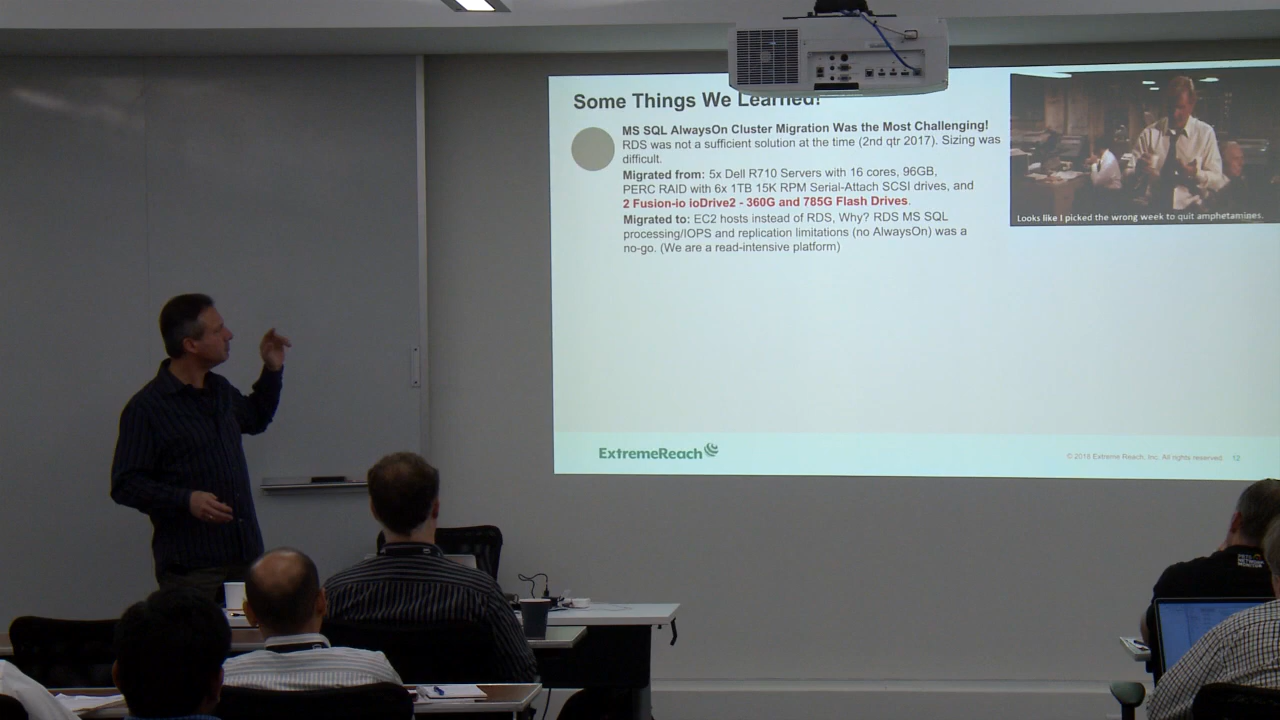 Some Things We Learned!
MS SQL AlwaysOn Cluster Migration Was the Most Challenging!
RDS was not a sufficient solution at the time (2nd qtr 2017). Sizing was
difficult.
Migrated from: 5x Dell R710 Servers with 16 cores, 96GB,
PERC RAID with 6x 1TB 15K RPM Serial-Attach SCSI drives, and
2 Fusion-io ioDrive2 - 360G and 785G Flash Drives.
Migrated to: EC2 hosts instead of RDS, Why? RDS MS SQL
processing/IOPS and replication limitations (no AlwaysOn) was a
no-go. (We are a read-intensive platform)
Looks like I picked the wrong week to quit amphetamines.
ExtremeReach
© 2018 Extreme Reach, Inc. All rights reserved. 12
NETWORK
MONITOR